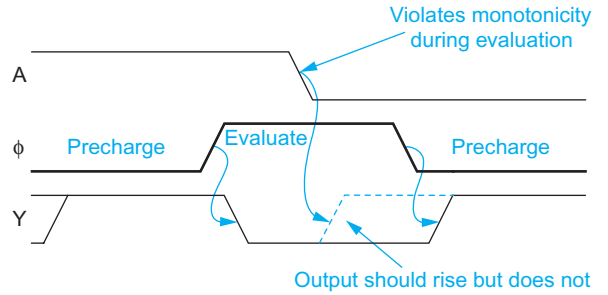 Violates monotonicity
during evaluation
A
ϕ
Precharge
Evaluate
Precharge
Y
Output should rise but does not